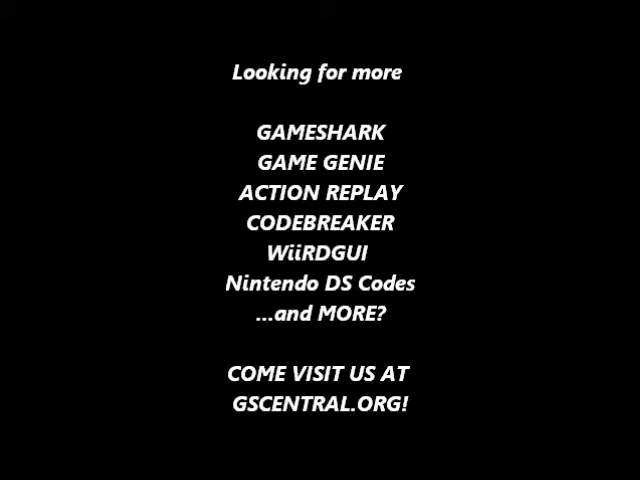 Looking for more
GAMESHARK
GAME GENIE
ACTION REPLAY
CODEBREAKER
WiiRDGUI
Nintendo DS Codes
...and MORE?
COME VISIT US AT
GSCENTRAL.ORG!